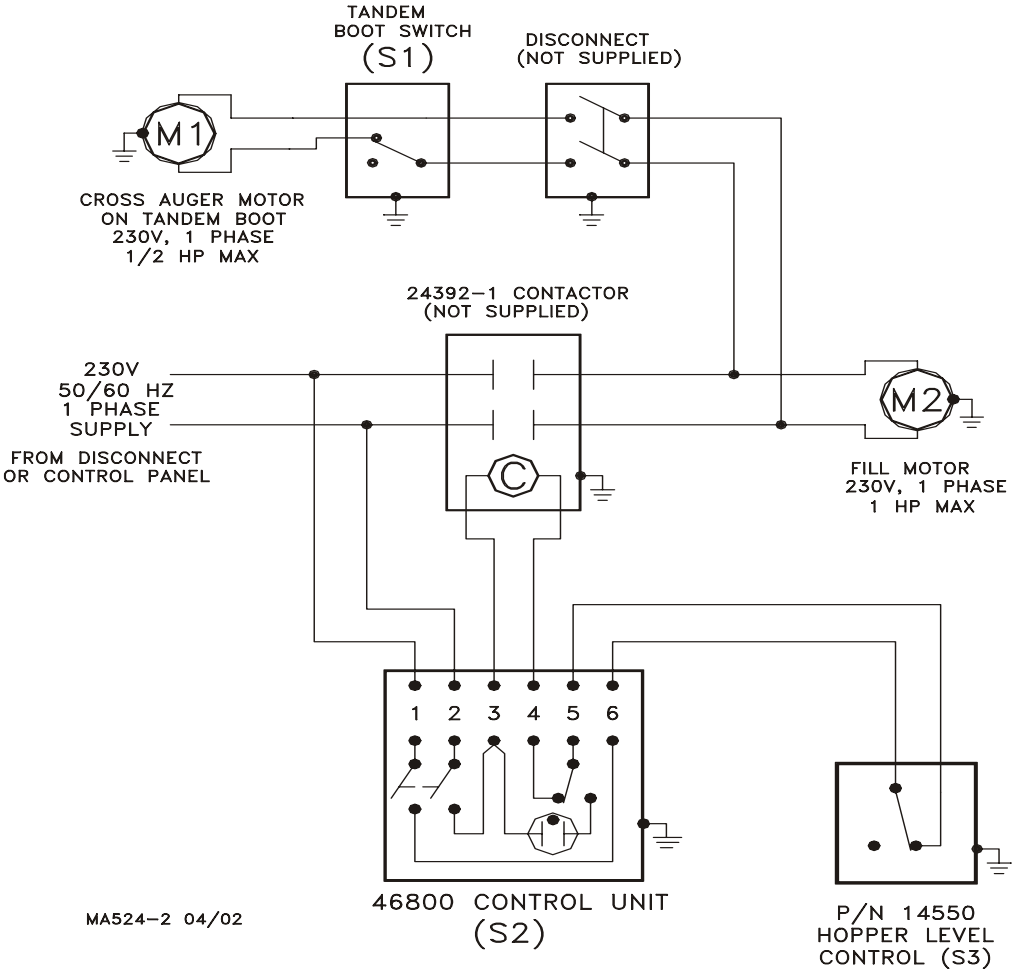 TANDEM
BOOT SWITCH
(S1)
DISCONNECT
(NOT SUPPLIED)
M1
CROSS AUGER MOTOR
ON TANDEM BOOT
230V, 1 PHASE
1/2 HP MAX
24392-1 CONTACTOR
(NOT SUPPLIED)
230V
50/60 HZ
1 PHASE
SUPPLY
FROM DISCONNECT
OR CONTROL PANEL
C
M2
FILL MOTOR
230V, 1 PHASE
1 HP MAX
1 2 3 4 5 6
46800 CONTROL UNIT
(S2)
P/N 14550
HOPPER LEVEL
CONTROL (S3)
MA524-2 04/02